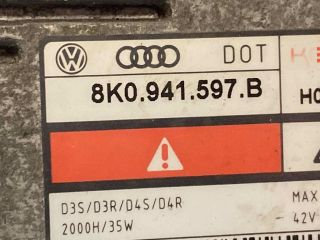 DOT
8K0.941.597.B
D3S/D3R/D4S/D4R
MAX
2000H/35W
42V